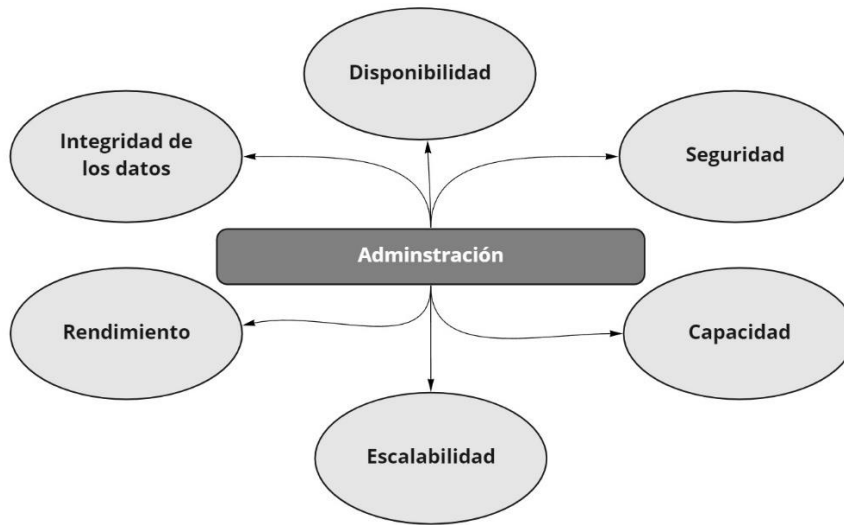 Disponibilidad
Integridad de
los datos
Seguridad
Adminstración
Rendimiento
Capacidad
Escalabilidad